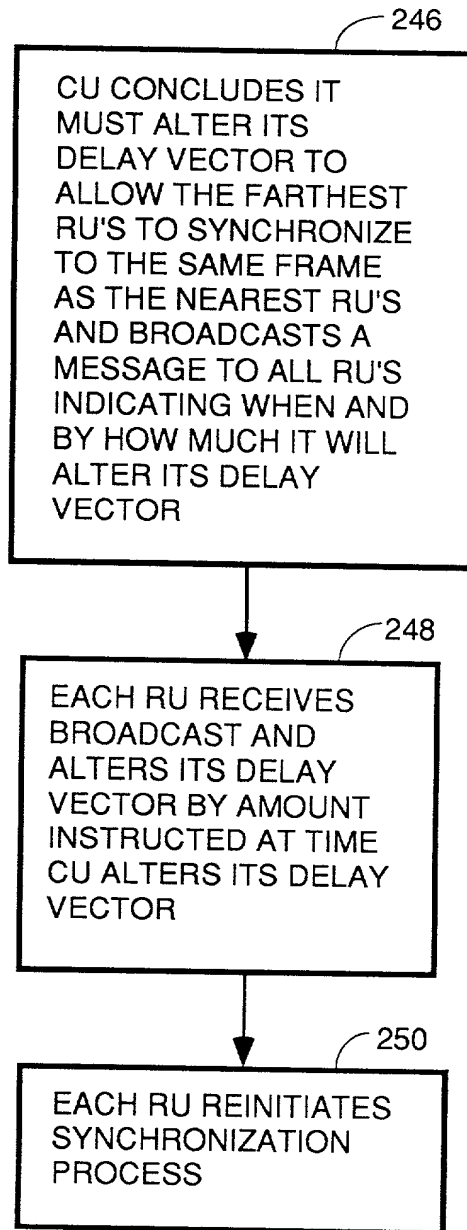 246
CU CONCLUDES IT
MUST ALTER ITS
DELAY VECTOR TO
ALLOW THE FARTHEST
RU'S TO SYNCHRONIZE
TO THE SAME FRAME
AS THE NEAREST RU'S
AND BROADCASTS A
MESSAGE TO ALL RU'S
INDICATING WHEN AND
BY HOW MUCH IT WILL
ALTER ITS DELAY
VECTOR
248
EACH RU RECEIVES
BROADCAST AND
ALTERS ITS DELAY
VECTOR BY AMOUNT
INSTRUCTED AT TIME
CU ALTERS ITS DELAY
VECTOR
250
EACH RU REINITIATES
SYNCHRONIZATION
PROCESS